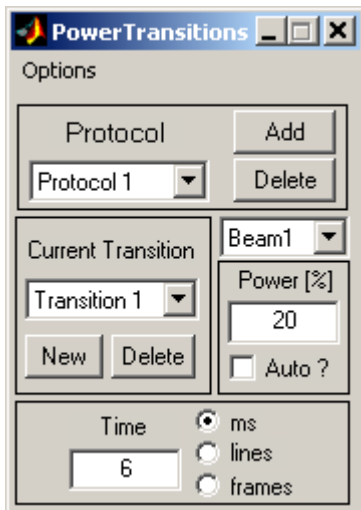 PowerTransitions
Options
Protocol
Add
Protocol 1
Delete
Current Transition
Transition 1
New
Delete
Beam1
Power [%]
20
Auto ?
Time
6
ms
lines
frames